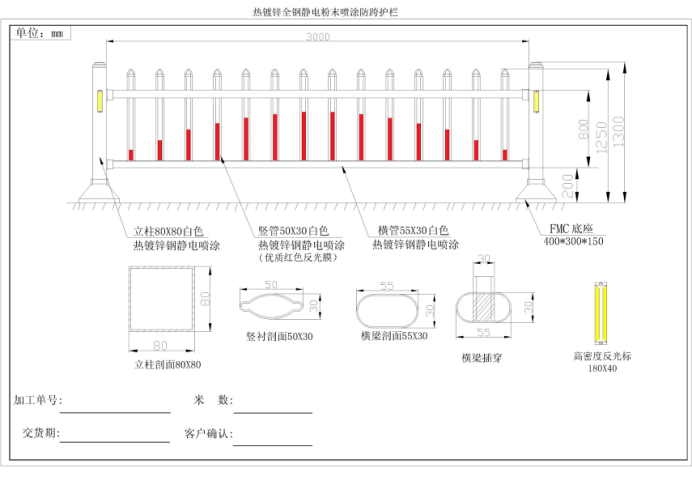 热镀锌全钢静电粉末喷涂防跨护栏
单位：mm
3000
800
1250
1300
200
立柱80X80白色
热镀锌钢静电喷涂
竖管50X30白色
热镀锌钢静电喷涂
(优质红色反光膜)
横管55X30白色
热镀锌钢静电喷涂
FMC 底座
400*300*150
80
80
立柱剖面80X80
50
30
竖衬剖面50X30
55
30
横梁剖面55X30
30
30
55
横梁插穿
高密度反光标
180X40
加工单号:
米 数:
交货期:
客户确认: